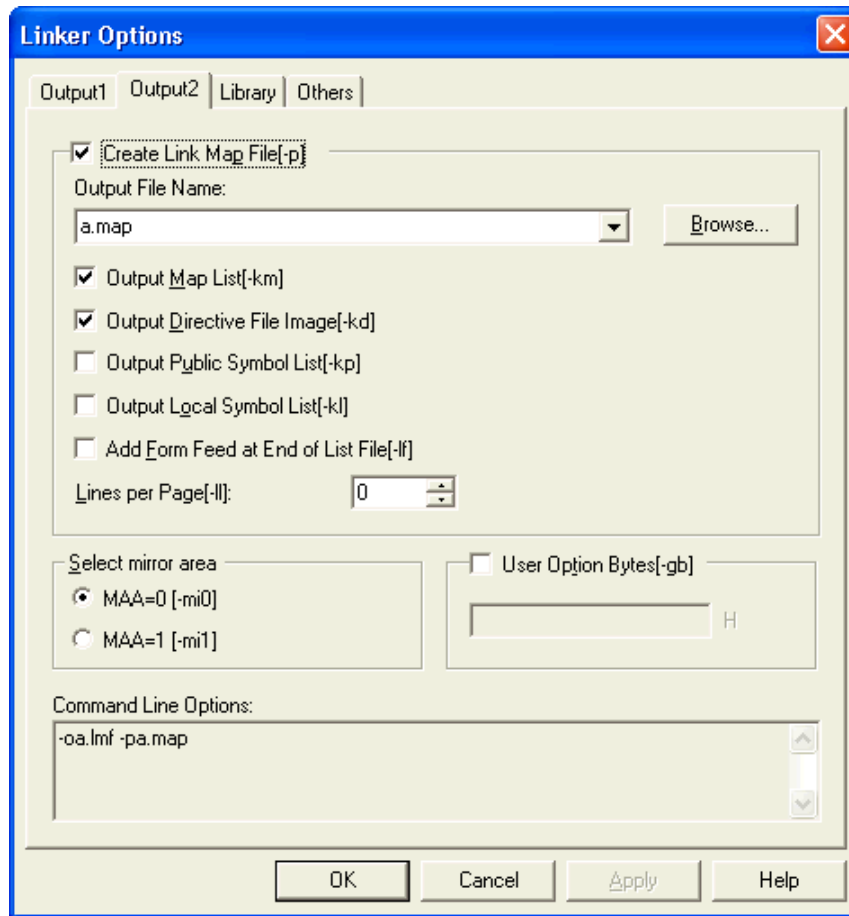 Linker Options
Output1 Output2 Library Others
Create Link Map File[-p]
Output File Name:
a.map
Browse...
Output Map List[-km]
Output Directive File Image[-kd]
Output Public Symbol List[-kp]
Output Local Symbol List[-kl]
Add Form Feed at End of List File[-lf]
Lines per Page[-ll]: 0
Select mirror area
MAA=0 [-mi0]
MAA=1 [-mi1]
User Option Bytes[-gb]
H
Command Line Options:
-oa.lmf -pa.map
OK Cancel Apply Help